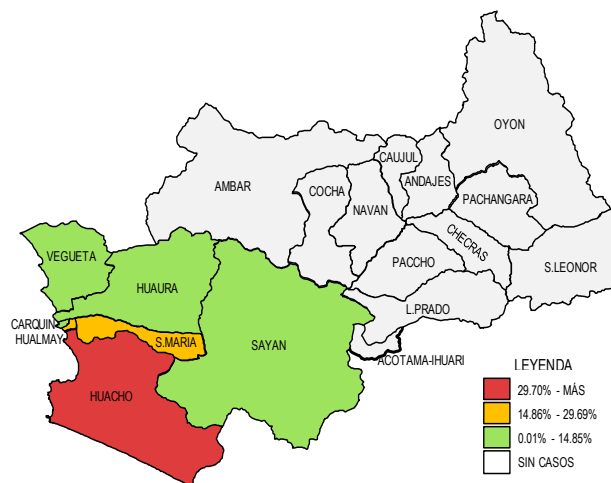 OYON
CAUJUL
ANDAJES
AMBAR
COCHA
NAVAN
PACHANGARA
CHECRAS
VEGUETA
HUAURA
PACCHO
S.LEONOR
L.PRADO
CARQUIN
HUALMAY
S.MARIA
SAYAN
ACOTAMA-IHUARI
HUACHO
LEYENDA
29.70% - MÁS
14.86% - 29.69%
0.01% - 14.85%
SIN CASOS